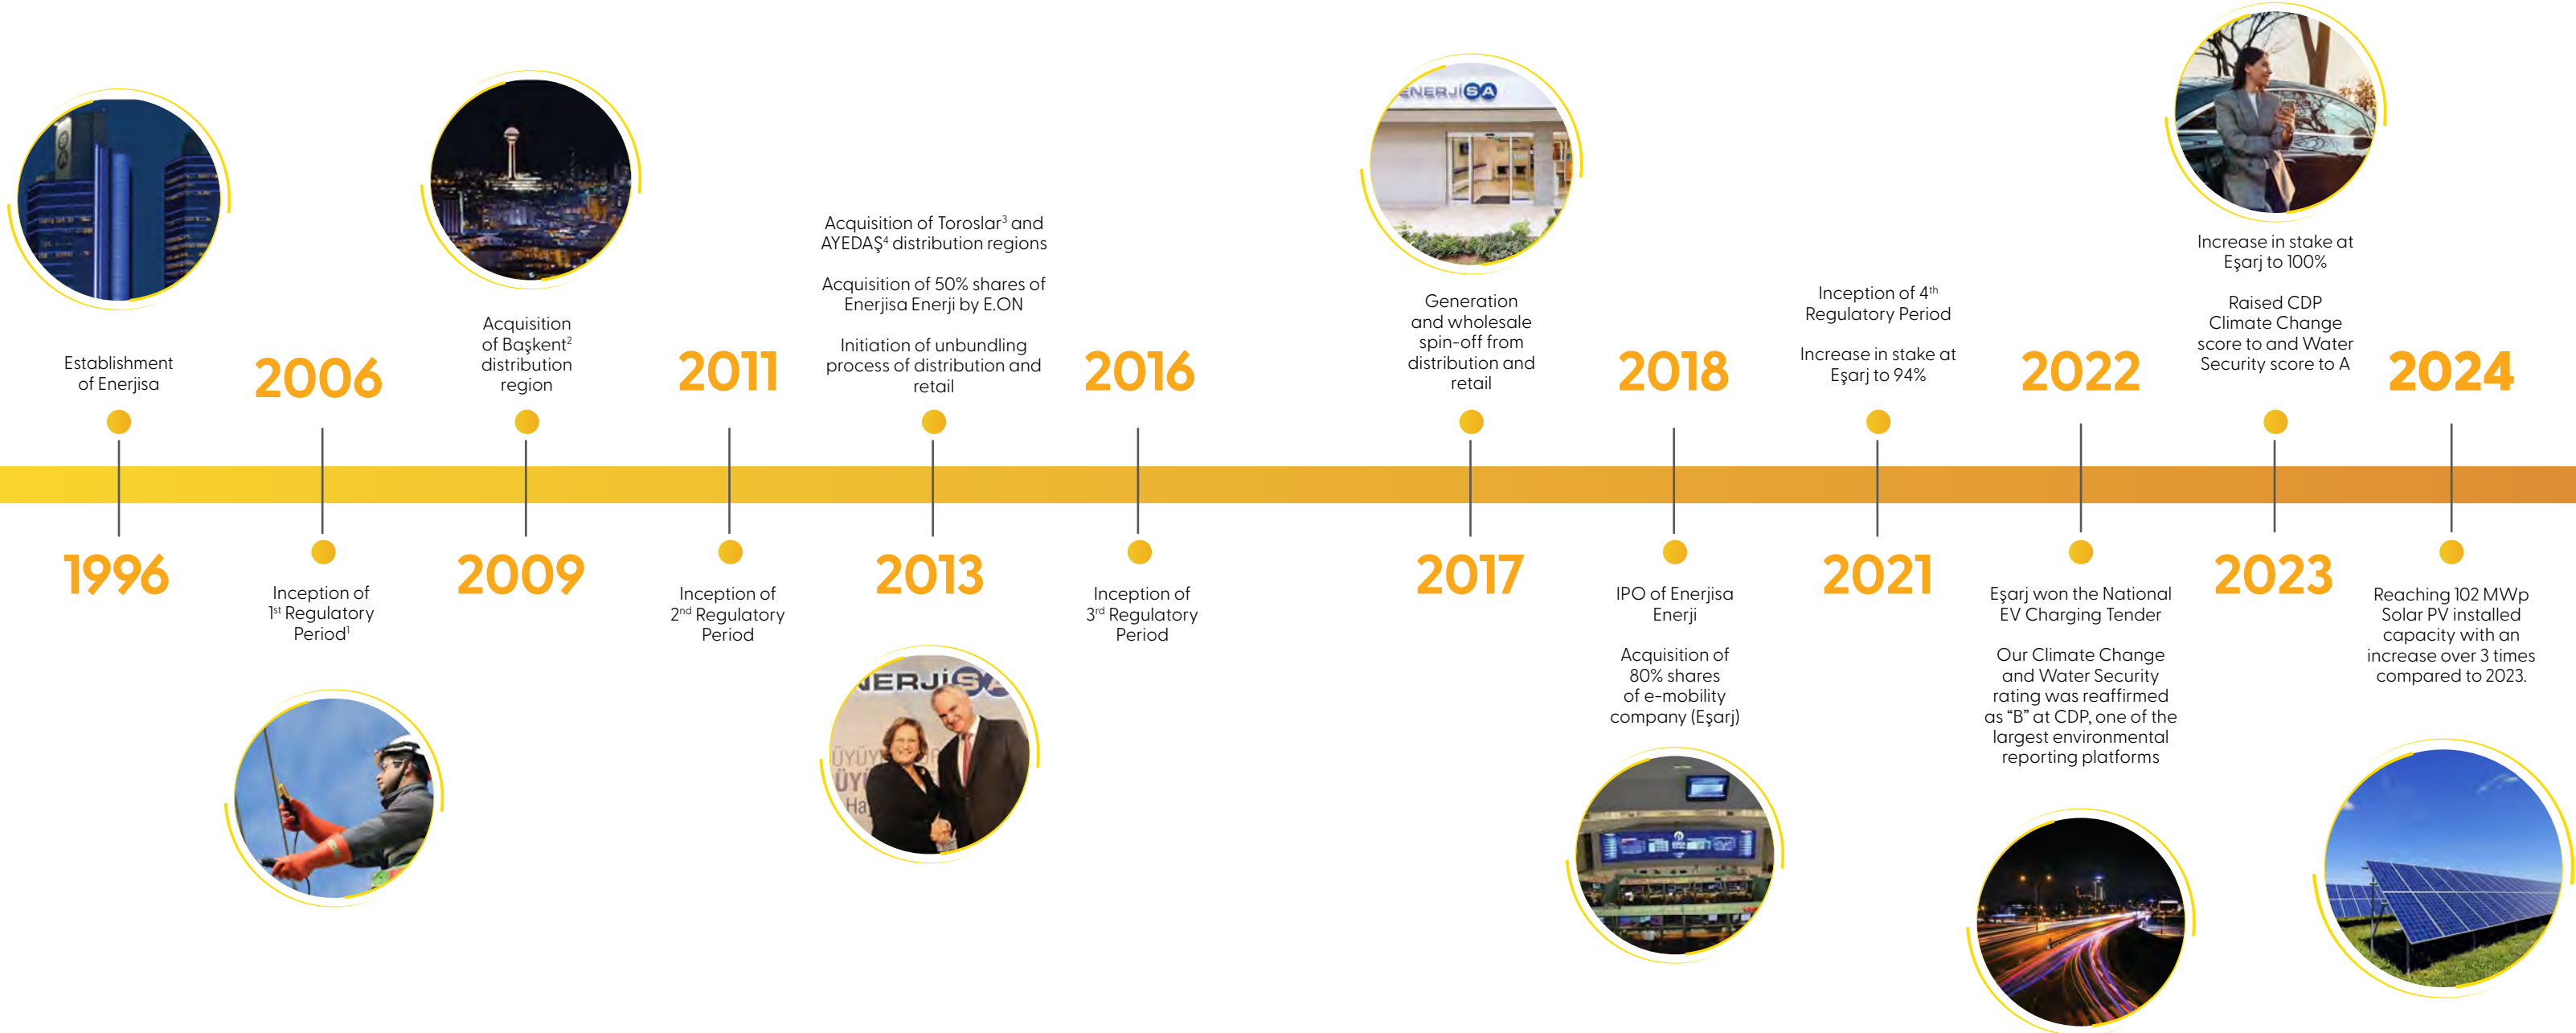 Establishment
of Enerjisa
1996
2006
Inception of
1st Regulatory
Period1
Acquisition
of Başkent2
distribution
region
2009
2011
Inception of
2nd Regulatory
Period
Acquisition of Toroslar3 and
AYEDAŞ4 distribution regions
Acquisition of 50% shares of
Enerjisa Enerji by E.ON
Initiation of unbundling
process of distribution and
retail
2013
NERJİSA
2016
Inception of
3rd Regulatory
Period
ENERJİSA
Generation
and wholesale
spin-off from
distribution and
retail
2017
2018
IPO of Enerjisa
Enerji
Acquisition of
80% shares
of e-mobility
company (Eşarj)
Inception of 4th
Regulatory Period
Increase in stake at
Eşarj to 94%
2021
2022
Eşarj won the National
EV Charging Tender
Our Climate Change
and Water Security
rating was reaffirmed
as “B” at CDP, one of the
largest environmental
reporting platforms
Increase in stake at
Eşarj to 100%
Raised CDP
Climate Change
score to and Water
Security score to A
2023
2024
Reaching 102 MWp
Solar PV installed
capacity with an
increase over 3 times
compared to 2023.